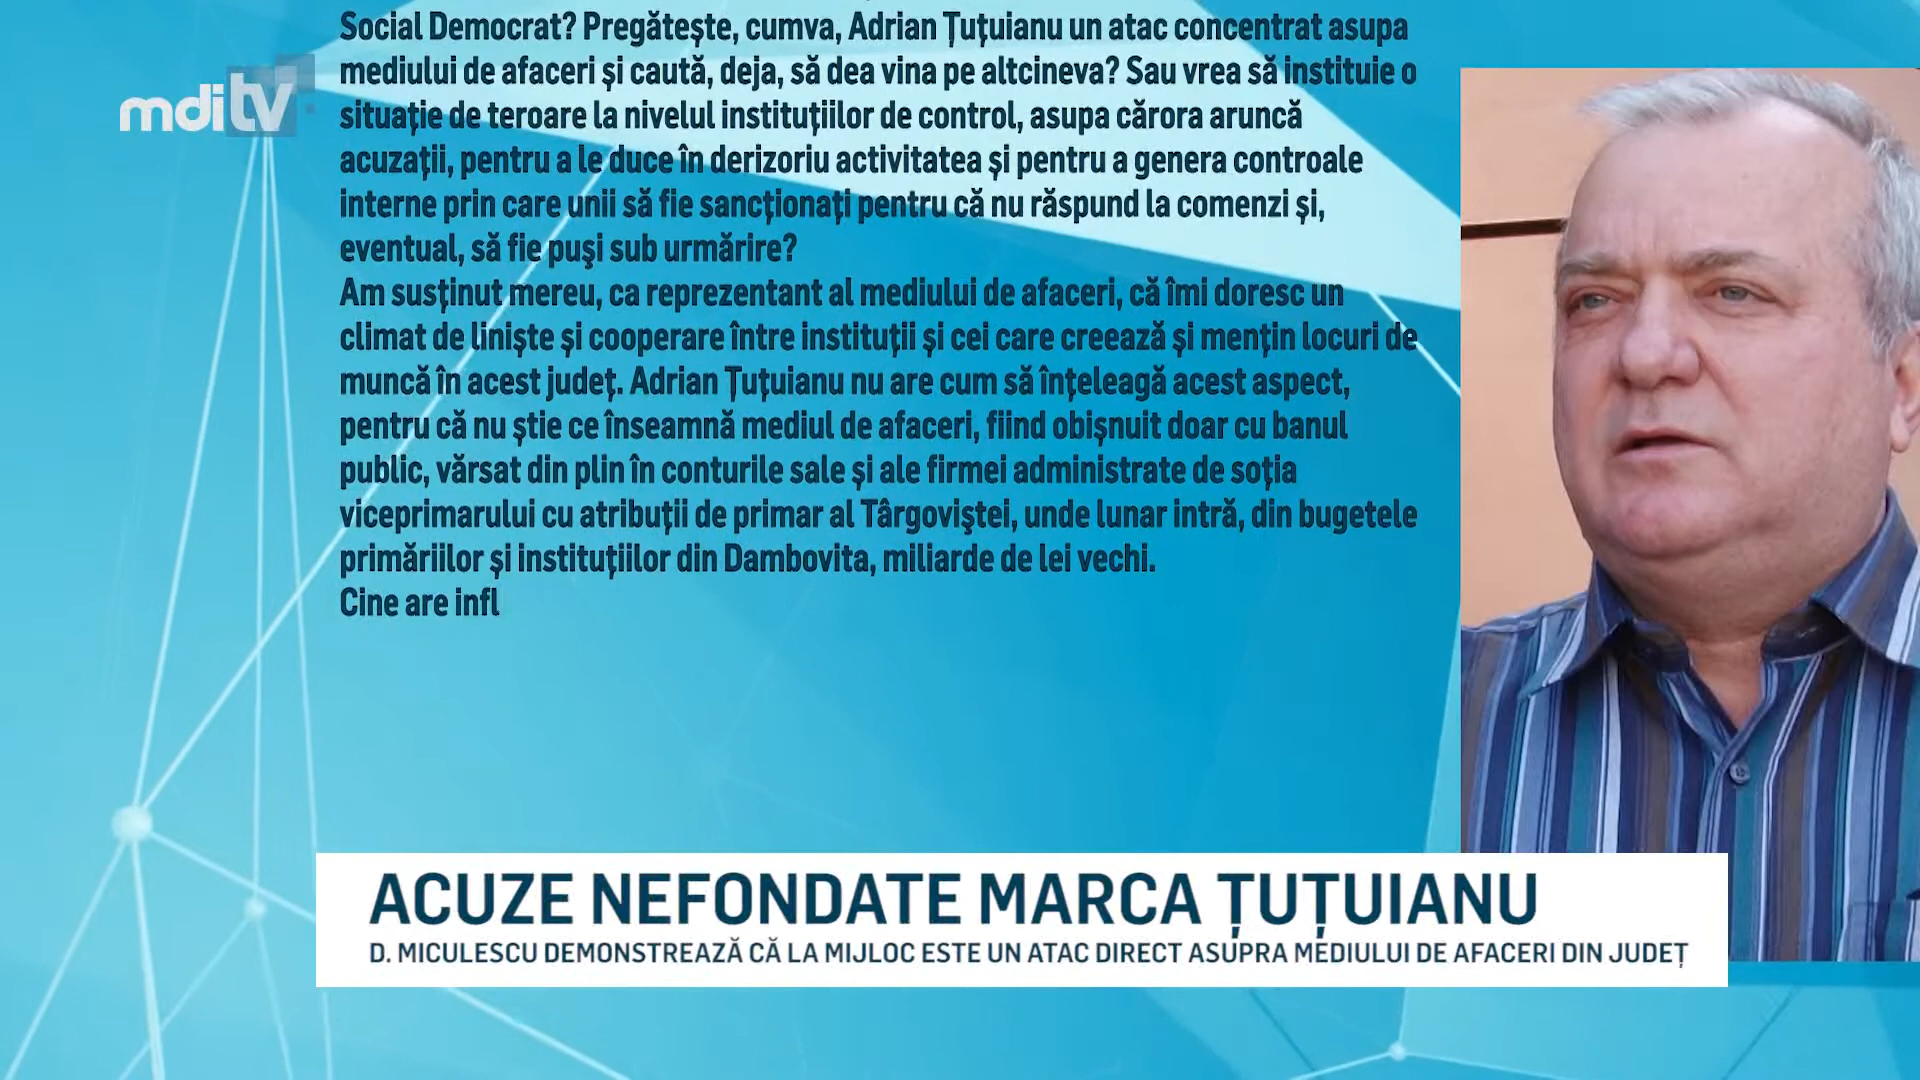 Social Democrat? Pregătește, cumva, Adrian Țuțuianu un atac concentrat asupa
mediului de afaceri și caută, deja, să dea vina pe altcineva? Sau vrea să instituie o
mditv
situație de teroare la nivelul instituțiilor de control, asupa cărora aruncă
acuzații, pentru a le duce în derizoriu activitatea și pentru a genera controale
interne prin care unii să fie sancționați pentru că nu răspund la comenzi și,
eventual, să fie puşi sub urmărire?
Am susținut mereu, ca reprezentant al mediului de afaceri, că îmi doresc un
climat de liniște și cooperare între instituții și cei care creează și mențin locuri de
muncă în acest județ. Adrian Țuțuianu nu are cum să înțeleagă acest aspect,
pentru că nu știe ce înseamnă mediul de afaceri, fiind obișnuit doar cu banul
public, vărsat din plin în conturile sale și ale firmei administrate de soția
viceprimarului cu atribuții de primar al Târgoviştei, unde lunar intră, din bugetele
primăriilor și instituțiilor din Dambovita, miliarde de lei vechi.
Cine are infl
ACUZE NEFONDATE MARCA ȚUȚUIANU
D. MICULESCU DEMONSTREAZĂ CĂ LA MIJLOC ESTE UN ATAC DIRECT ASUPRA MEDIULUI DE AFACERI DIN JUDEȚ